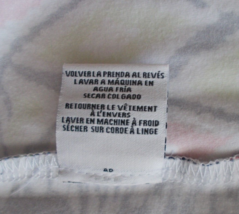 VOLVER LA PRENDA AL REVÉS
LAVAR A MÁQUINA EN
AGUA FRÍA
SECAR COLGADO
RETOURNER LE VÊTEMENT
À L'ENVERS
LAVER EN MACHINE À FROID
SÉCHER SUR CORDE À LINGE